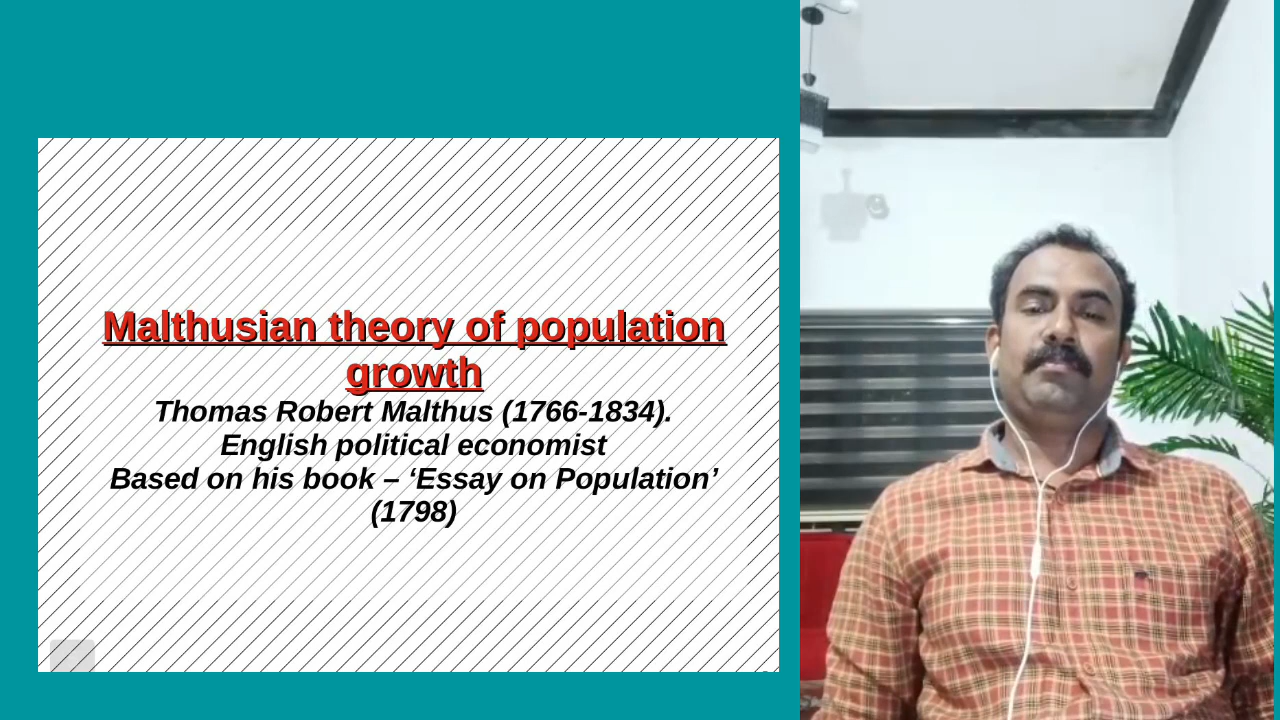 Malthusian theory of population
growth
Thomas Robert Malthus (1766-1834).
English political economist
Based on his book – ‘Essay on Population’
(1798)